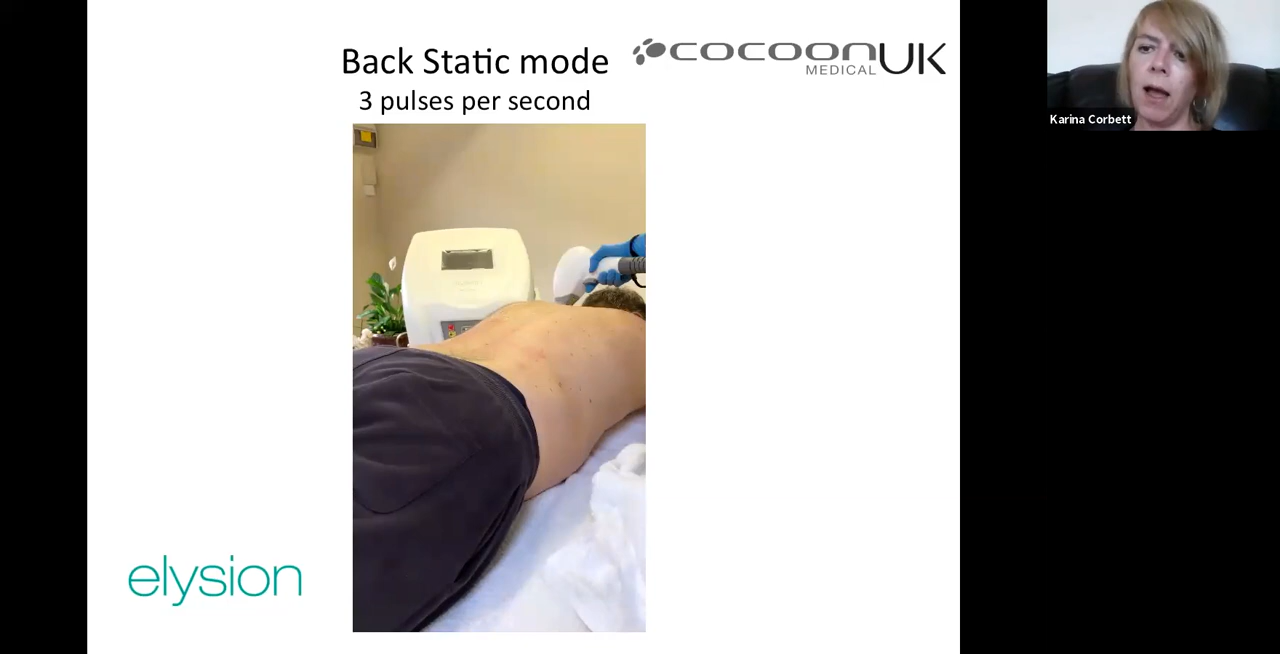 Back Static mode
3 pulses per second
COCOON UK
MEDICAL
Karina Corbett
elysion